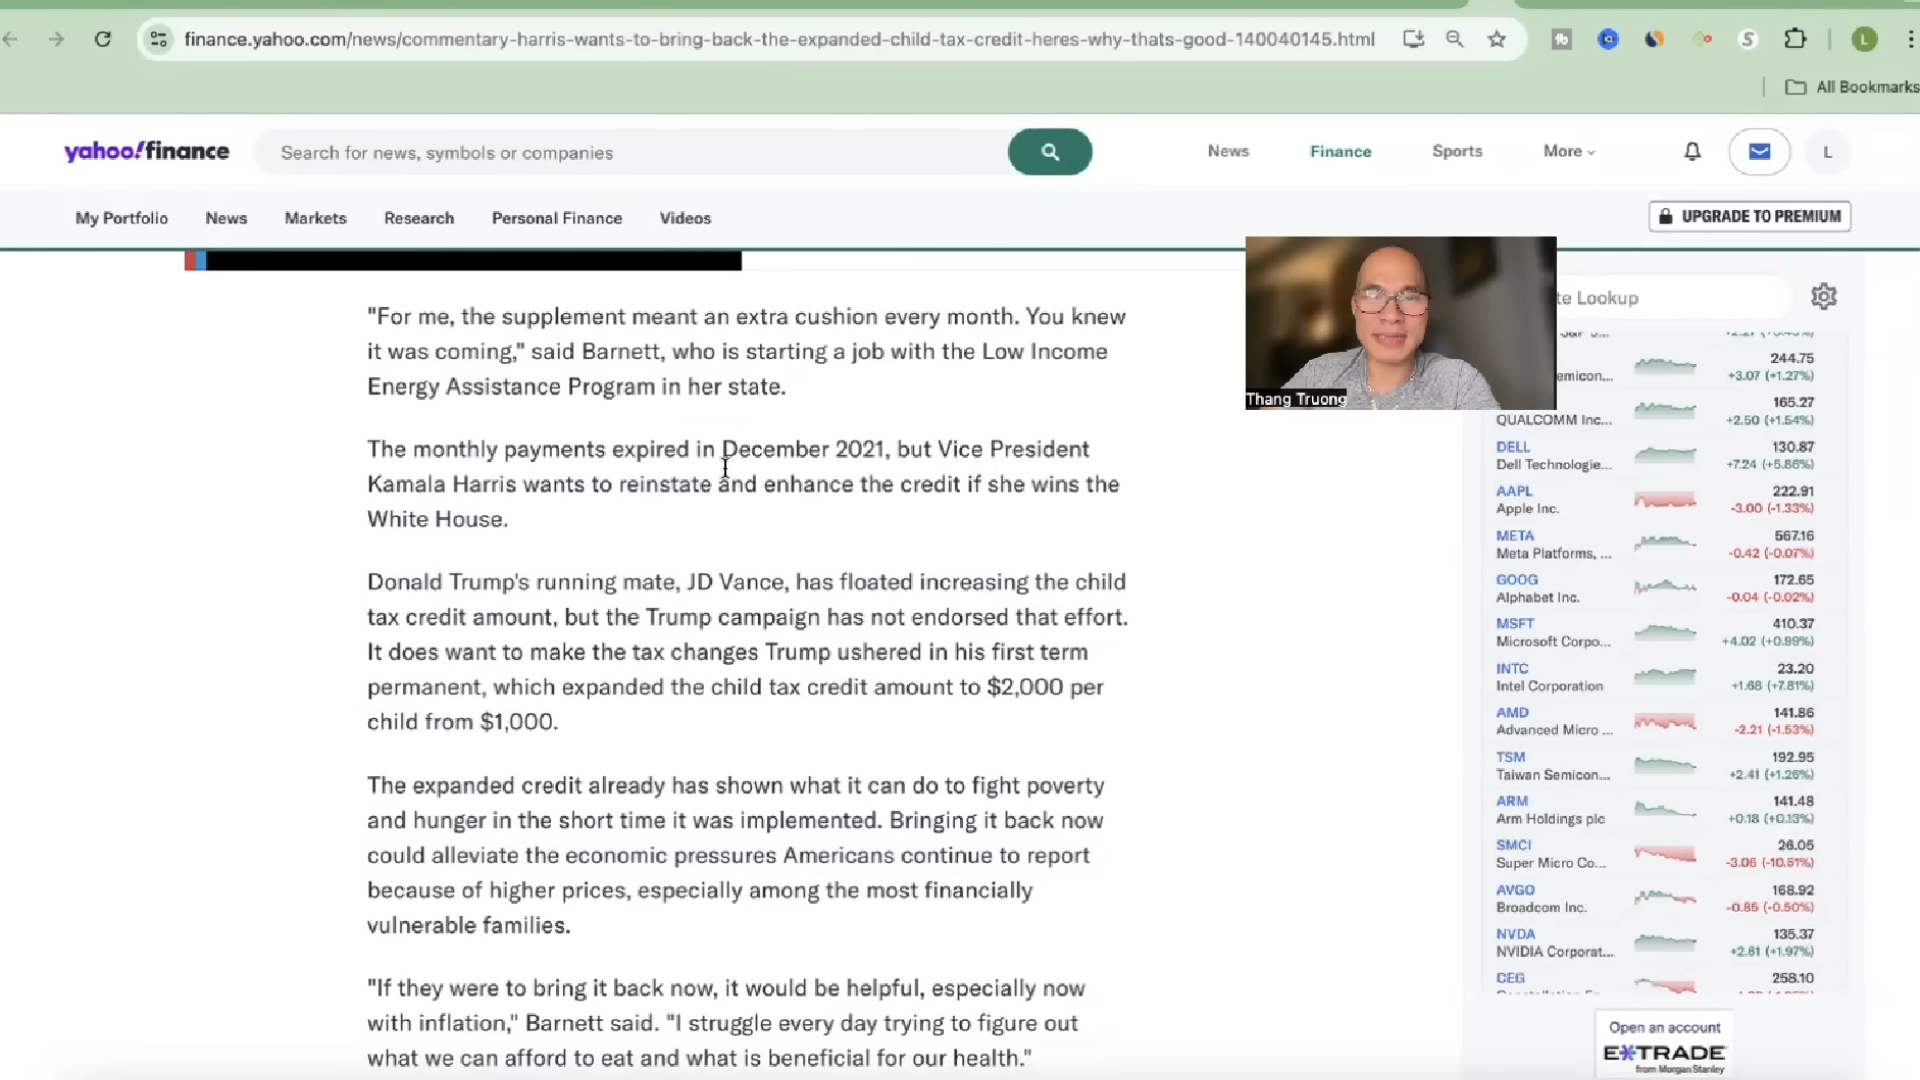 finance.yahoo.com/news/commentary-harris-wants-to-bring-back-the-expanded-child-tax-credit-heres-why-thats-good-140040145.html
tb
S
L
All Bookmarks
yahoo!finance
Search for news, symbols or companies
News
Finance
Sports
More
L
My Portfolio
News
Markets
Research
Personal Finance
Videos
UPGRADE TO PREMIUM
"For me, the supplement meant an extra cushion every month. You knew
it was coming," said Barnett, who is starting a job with the Low Income
Energy Assistance Program in her state.
The monthly payments expired in December 2021, but Vice President
Kamala Harris wants to reinstate and enhance the credit if she wins the
White House.
Donald Trump's running mate, JD Vance, has floated increasing the child
tax credit amount, but the Trump campaign has not endorsed that effort.
It does want to make the tax changes Trump ushered in his first term
permanent, which expanded the child tax credit amount to $2,000 per
child from $1,000.
The expanded credit already has shown what it can do to fight poverty
and hunger in the short time it was implemented. Bringing it back now
could alleviate the economic pressures Americans continue to report
because of higher prices, especially among the most financially
vulnerable families.
"If they were to bring it back now, it would be helpful, especially now
with inflation," Barnett said. "I struggle every day trying to figure out
what we can afford to eat and what is beneficial for our health."
Thang Truong
te Lookup
244.75
emicon...
+3.07 (+1.27%)
165.27
QUALCOMM Inc...
+2.50 (+1.54%)
DELL
130.87
Dell Technologie...
+7.24 (+5.86%)
AAPL
222.91
Apple Inc.
-3.00 (-1.33%)
META
567.16
Meta Platforms, ...
-0.42 (-0.07%)
GOOG
172.65
Alphabet Inc.
-0.04 (-0.02%)
MSFT
410.37
Microsoft Corpo...
+4.02 (+0.99%)
INTC
23.20
Intel Corporation
+1.68 (+7.81%)
AMD
141.86
Advanced Micro ...
-2.21 (-1.53%)
TSM
192.95
Taiwan Semicon...
+2.41 (+1.26%)
ARM
141.48
Arm Holdings plc
+0.18 (+0.13%)
SMCI
26.05
Super Micro Co...
-3.06 (-10.51%)
AVGO
168.92
Broadcom Inc.
-0.85 (-0.50%)
NVDA
135.37
NVIDIA Corporat...
+2.61 (+1.97%)
CEG
258.10
Open an account
E*TRADE
from Morgan Stanley